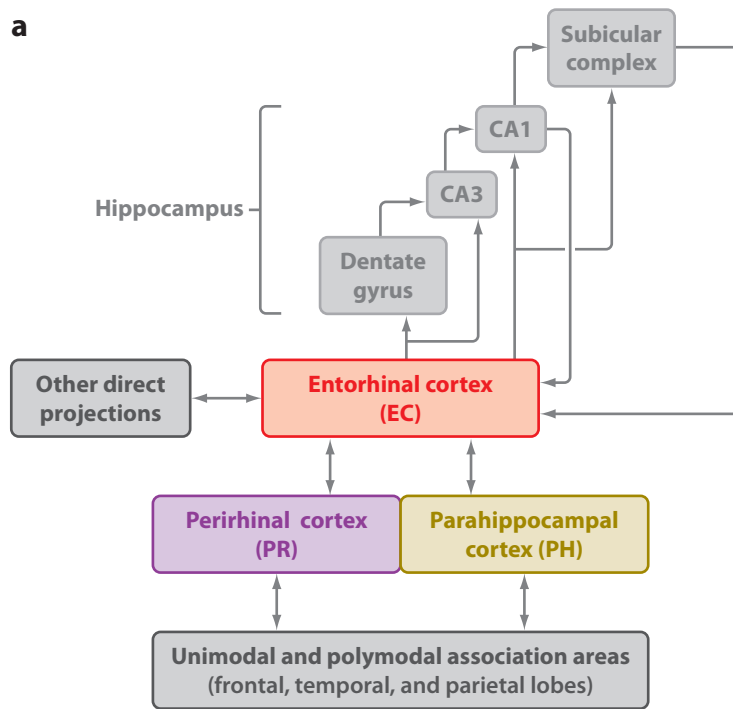 a
Subicular
complex
CA1
CA3
Hippocampus
Dentate
gyrus
Other direct
projections
Entorhinal cortex
(EC)
Perirhinal cortex
(PR)
Parahippocampal
cortex (PH)
Unimodal and polymodal association areas
(frontal, temporal, and parietal lobes)